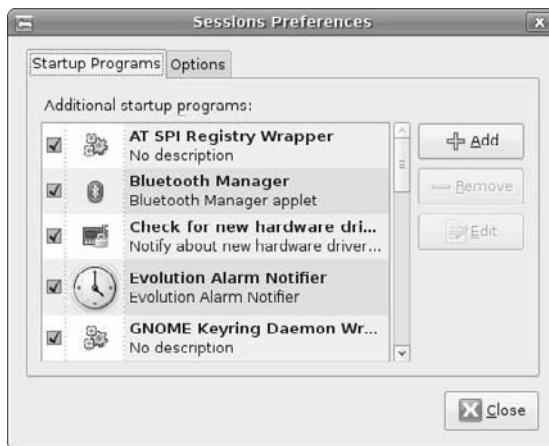 Sessions Preferences
Startup Programs
Options
Additional startup programs:
AT SPI Registry Wrapper
No description
Bluetooth Manager
Bluetooth Manager applet
Check for new hardware dri...
Notify about new hardware driver...
Evolution Alarm Notifier
Evolution Alarm Notifier
GNOME Keyring Daemon Wr...
No description
Add
Remove
Edit
Close